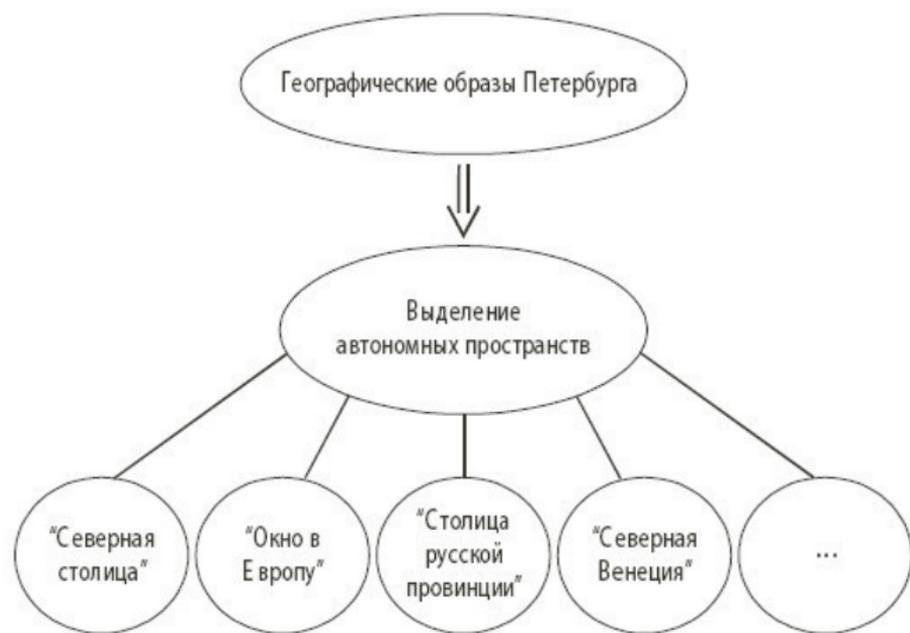 Географические образы Петербурга
Выделение
автономных пространств
"Северная
столица"
"Окно в
Европу"
"Столица
русской
провинции"
"Северная
Венеция"
...